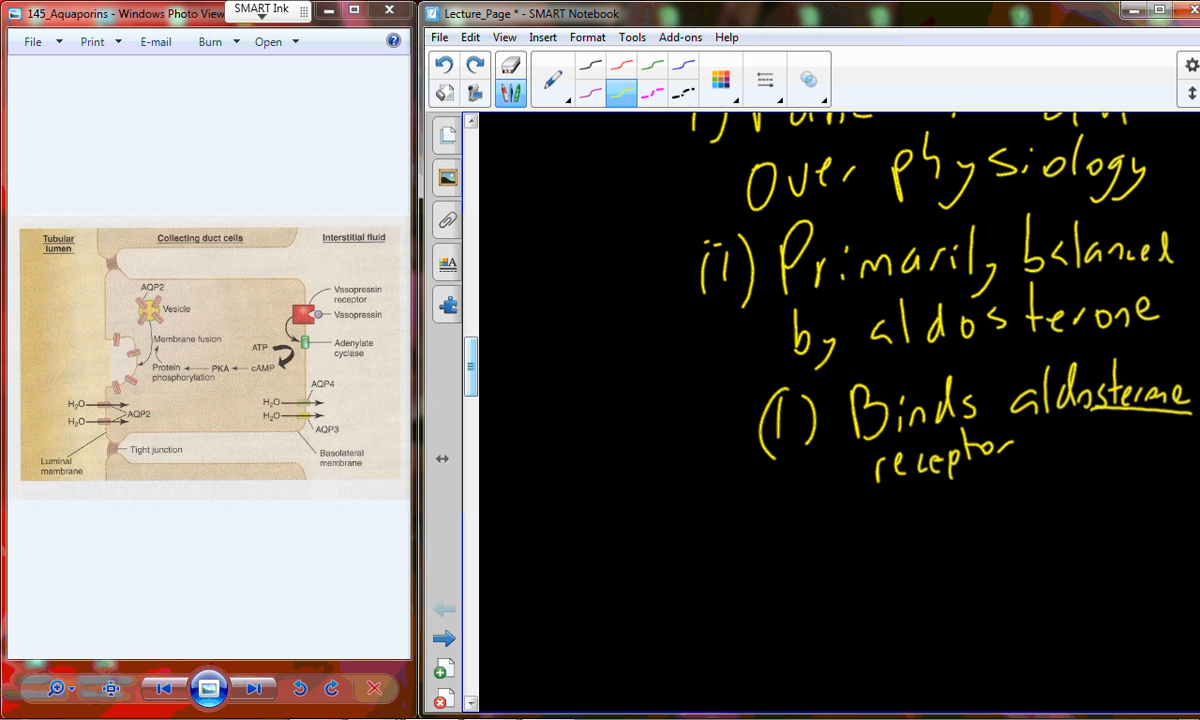 145_Aquaporins - Windows Photo View
SMART Ink
File Print E-mail Burn Open
Tubular
lumen
Collecting duct cells
Interstitial fluid
AQP2
Vesicle
Vasopressin
receptor
Vasopressin
Membrane fusion
ATP
Adenylate
cyclase
Protein
phosphorylation
PKA
cAMP
AQP4
H2O
H2O
AQP2
H2O
H2O
AQP3
Tight junction
Luminal
membrane
Basolateral
membrane
Lecture_Page * - SMART Notebook
File Edit View Insert Format Tools Add-ons Help
Over physiology
ii) Primarily balanced
by aldosterone
(1) Binds aldosterone
receptor